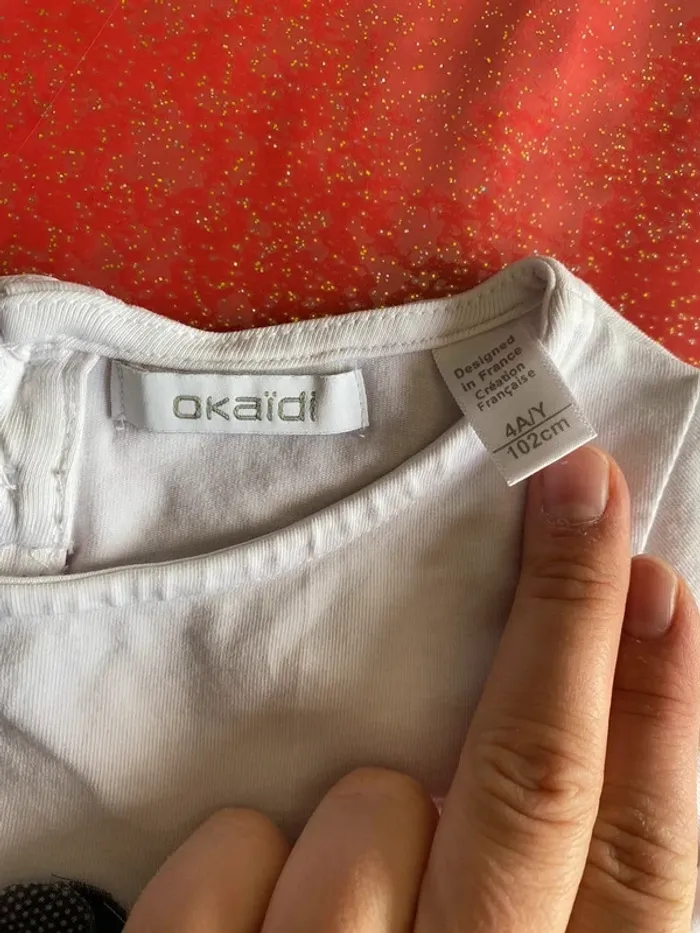 oKaïdi
Designed
in France
Création
Française
4A/Y
102cm